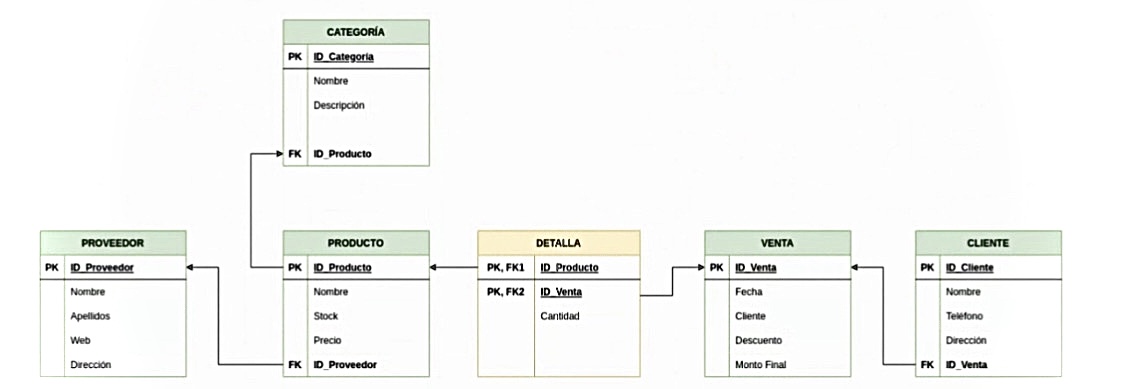 CATEGORÍA
PK ID_Categoría
Nombre
Descripción
FK ID_Producto
PROVEEDOR
PK ID_Proveedor
Nombre
Apellidos
Web
Dirección
PRODUCTO
PK ID_Producto
Nombre
Stock
Precio
FK ID_Proveedor
DETALLA
PK, FK1 ID_Producto
PK, FK2 ID_Venta
Cantidad
VENTA
PK ID_Venta
Fecha
Cliente
Descuento
Monto Final
CLIENTE
PK ID_Cliente
Nombre
Teléfono
Dirección
FK ID_Venta